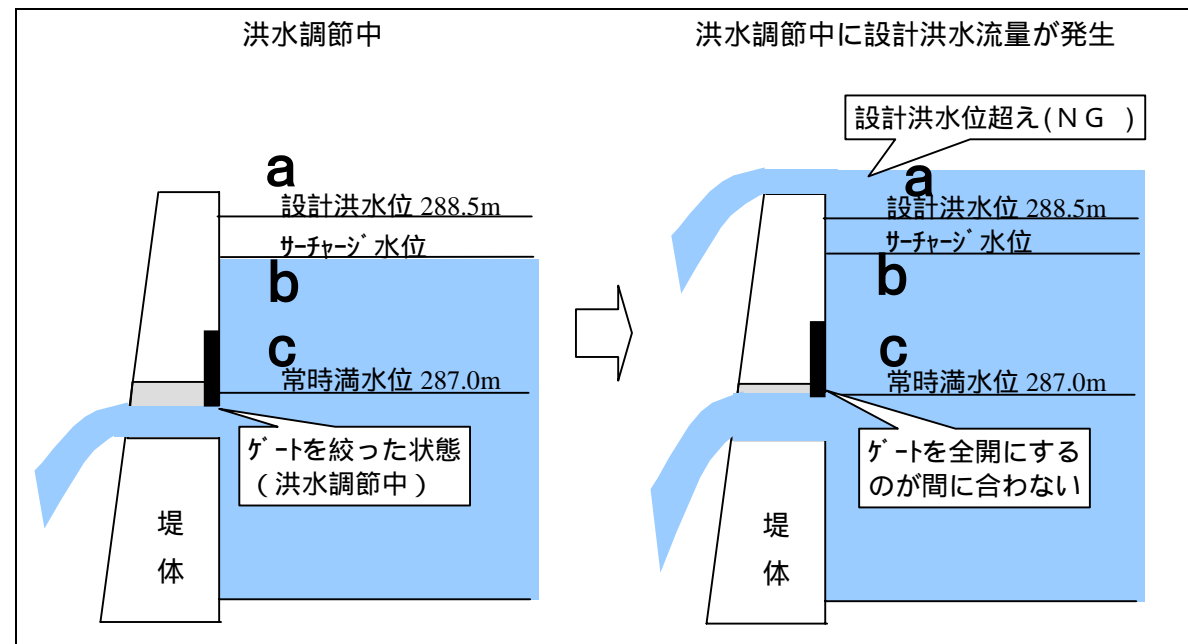 洪水調節中
a
設計洪水位 288.5m
ｻｰﾁｬｰｼﾞ水位
b
c
常時満水位 287.0m
ｹﾞｰﾄを絞った状態
(洪水調節中)
堤
体
洪水調節中に設計洪水流量が発生
設計洪水位超え(ＮＧ )
a
設計洪水位 288.5m
ｻｰﾁｬｰｼﾞ水位
b
c
常時満水位 287.0m
ｹﾞｰﾄを全開にする
のが間に合わない
堤
体